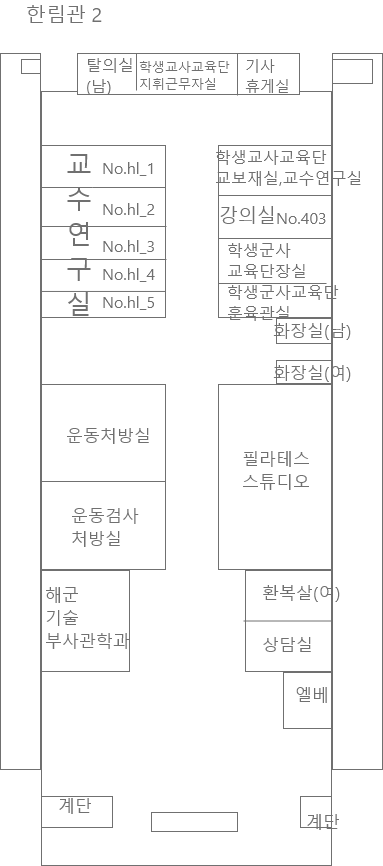 한림관 2
탈의실
(남)
학생교사교육단
지휘근무자실
기사
휴게실
교
수
연
구
실
No.hl_1
No.hl_2
No.hl_3
No.hl_4
No.hl_5
학생교사교육단
교보재실,교수연구실
강의실No.403
학생군사
교육단장실
학생군사교육단
훈육관실
화장실(남)
화장실(여)
운동처방실
필라테스
스튜디오
운동검사
처방실
해군
기술
부사관학과
환복살(여)
상담실
엘베
계단
계단